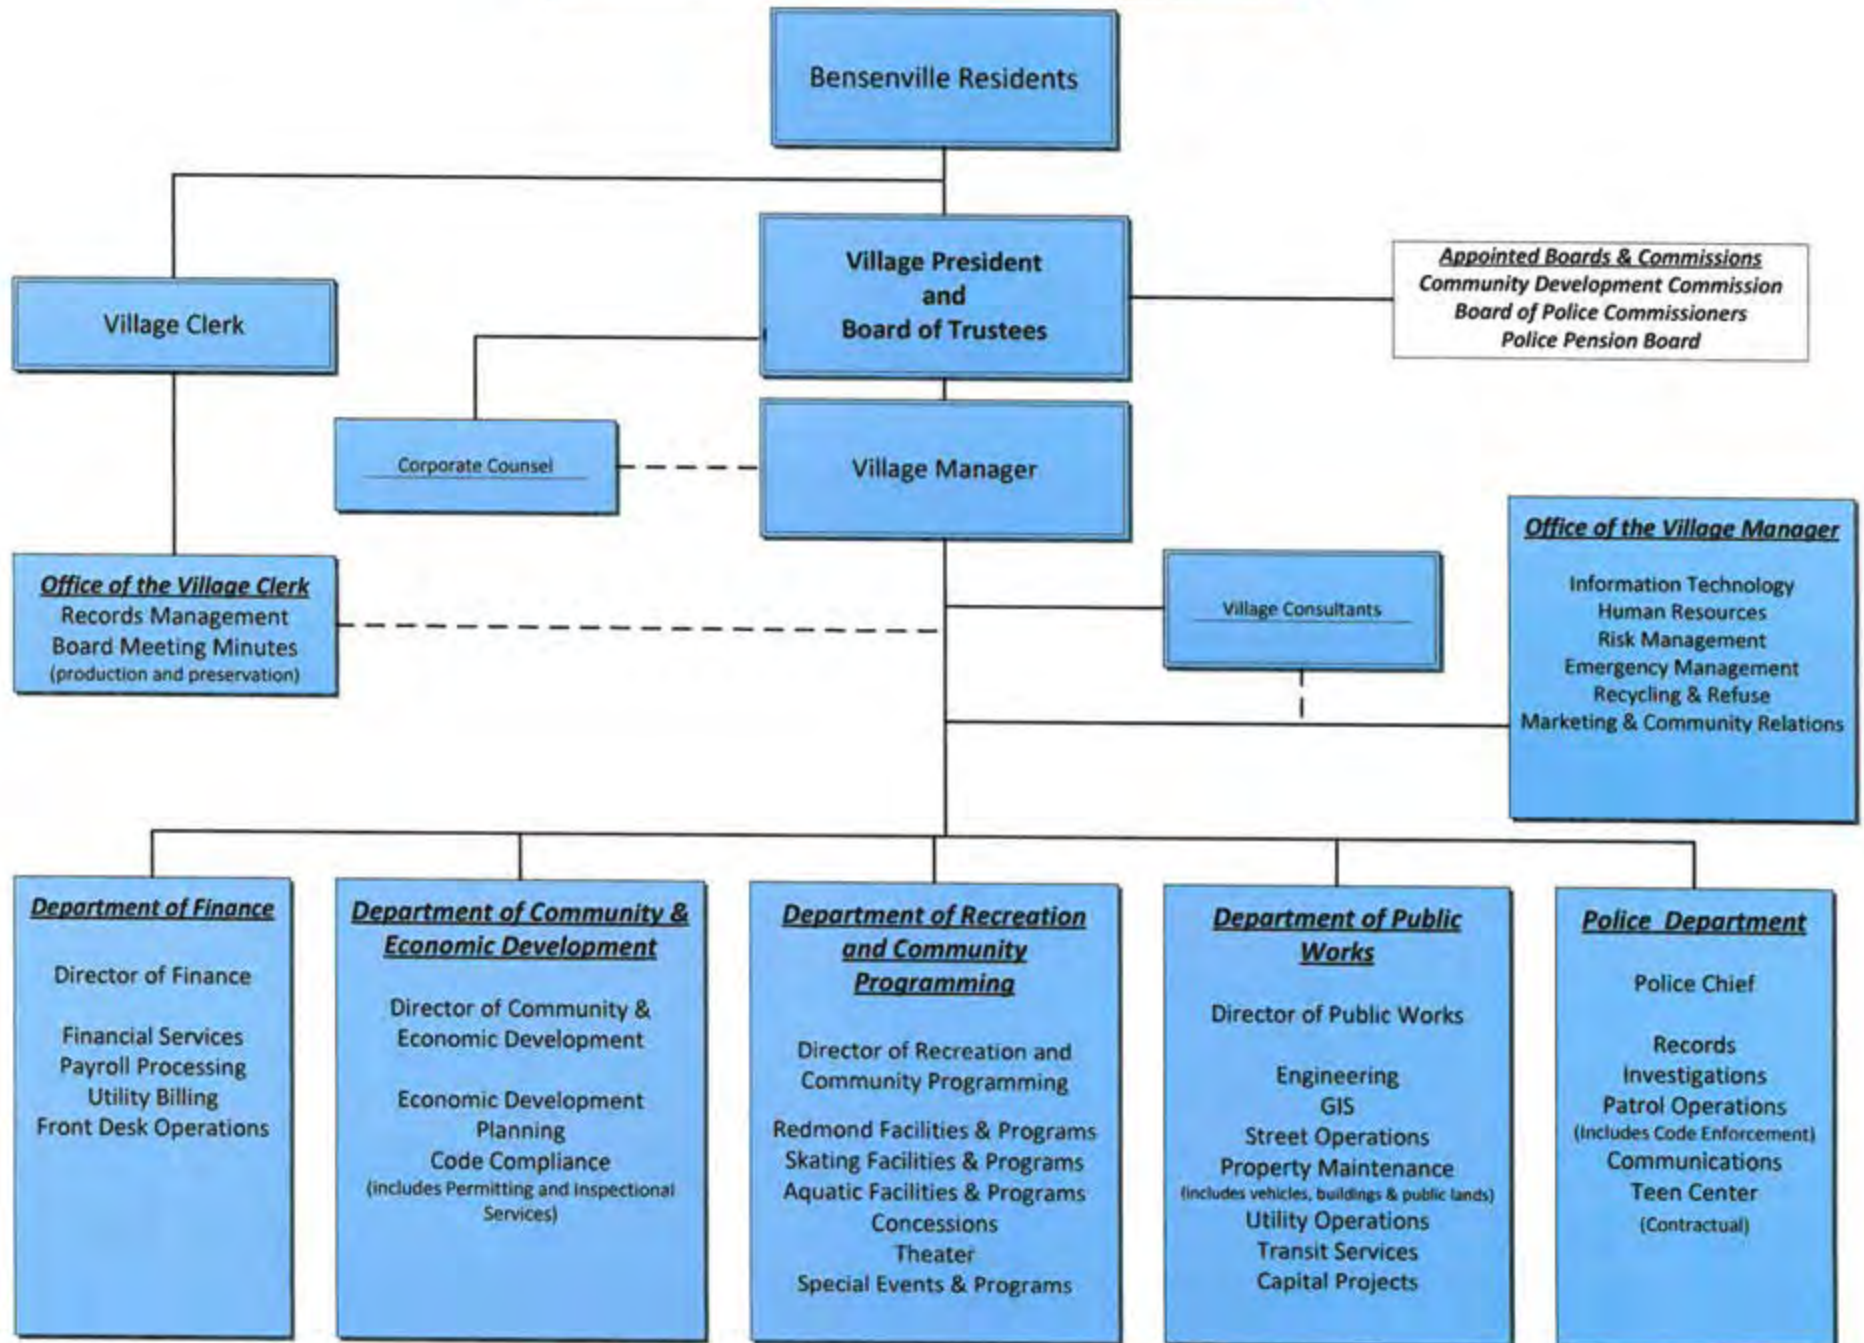 Bensenville Residents
Village President
and
Board of Trustees
Appointed Boards & Commissions
Community Development Commission
Board of Police Commissioners
Police Pension Board
Village Clerk
Corporate Counsel
Village Manager
Office of the Village Clerk
Records Management
Board Meeting Minutes
(production and preservation)
Village Consultants
Office of the Village Manager
Information Technology
Human Resources
Risk Management
Emergency Management
Recycling & Refuse
Marketing & Community Relations
Department of Finance
Director of Finance
Financial Services
Payroll Processing
Utility Billing
Front Desk Operations
Department of Community &
Economic Development
Director of Community &
Economic Development
Economic Development
Planning
Code Compliance
(includes Permitting and Inspectional
Services)
Department of Recreation
and Community
Programming
Director of Recreation and
Community Programming
Redmond Facilities & Programs
Skating Facilities & Programs
Aquatic Facilities & Programs
Concessions
Theater
Special Events & Programs
Department of Public
Works
Director of Public Works
Engineering
GIS
Street Operations
Property Maintenance
(includes vehicles, buildings & public lands)
Utility Operations
Transit Services
Capital Projects
Police Department
Police Chief
Records
Investigations
Patrol Operations
(Includes Code Enforcement)
Communications
Teen Center
(Contractual)